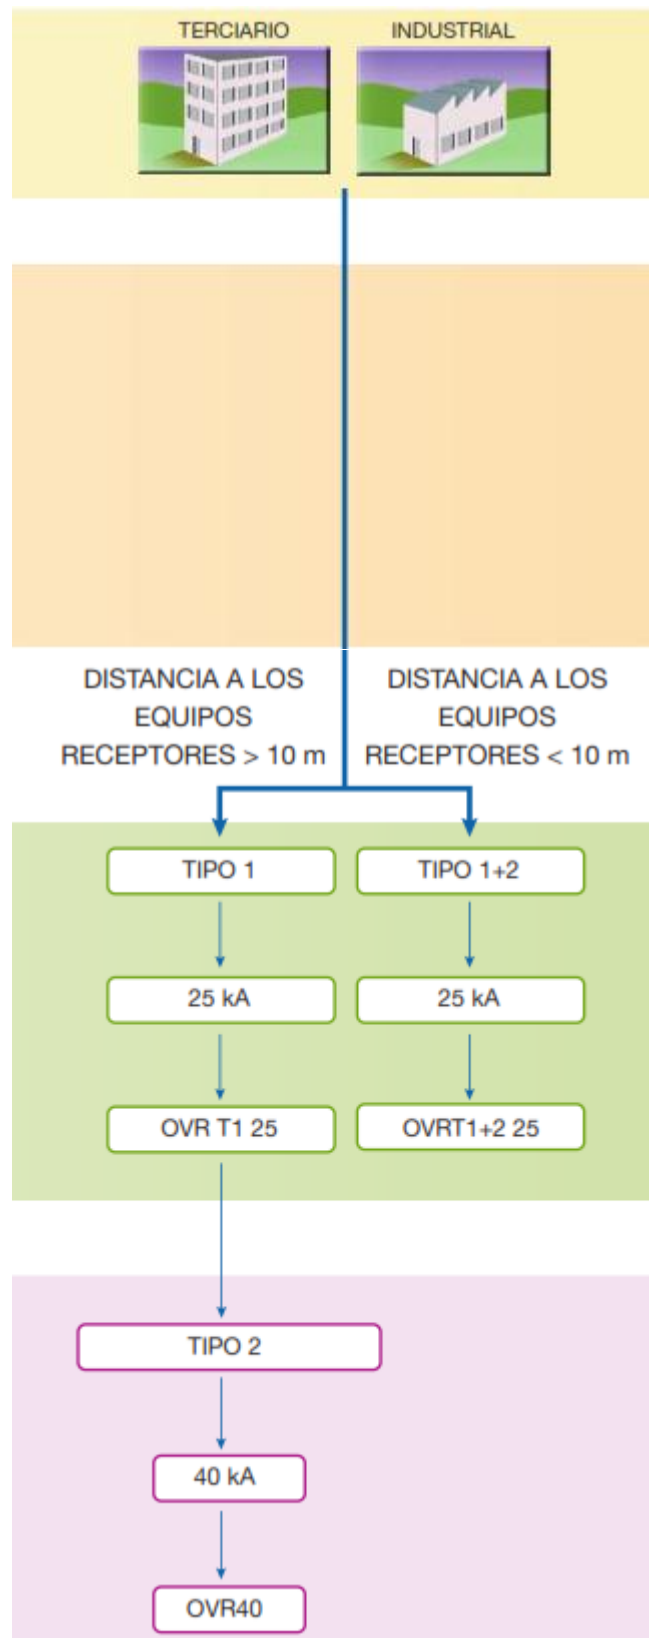 TERCIARIO
INDUSTRIAL
DISTANCIA A LOS
EQUIPOS
RECEPTORES > 10 m
DISTANCIA A LOS
EQUIPOS
RECEPTORES < 10 m
TIPO 1
TIPO 1+2
25 kA
25 kA
OVR T1 25
OVRT1+2 25
TIPO 2
40 kA
OVR40